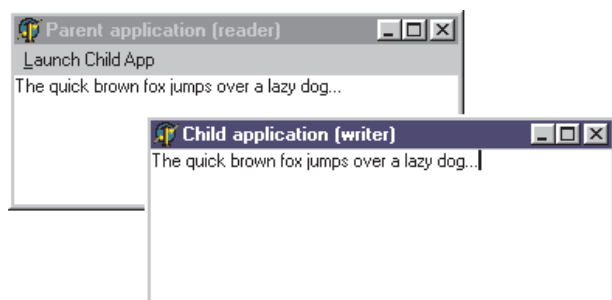 Parent application (reader)
Launch Child App
The quick brown fox jumps over a lazy dog...
Child application (writer)
The quick brown fox jumps over a lazy dog...